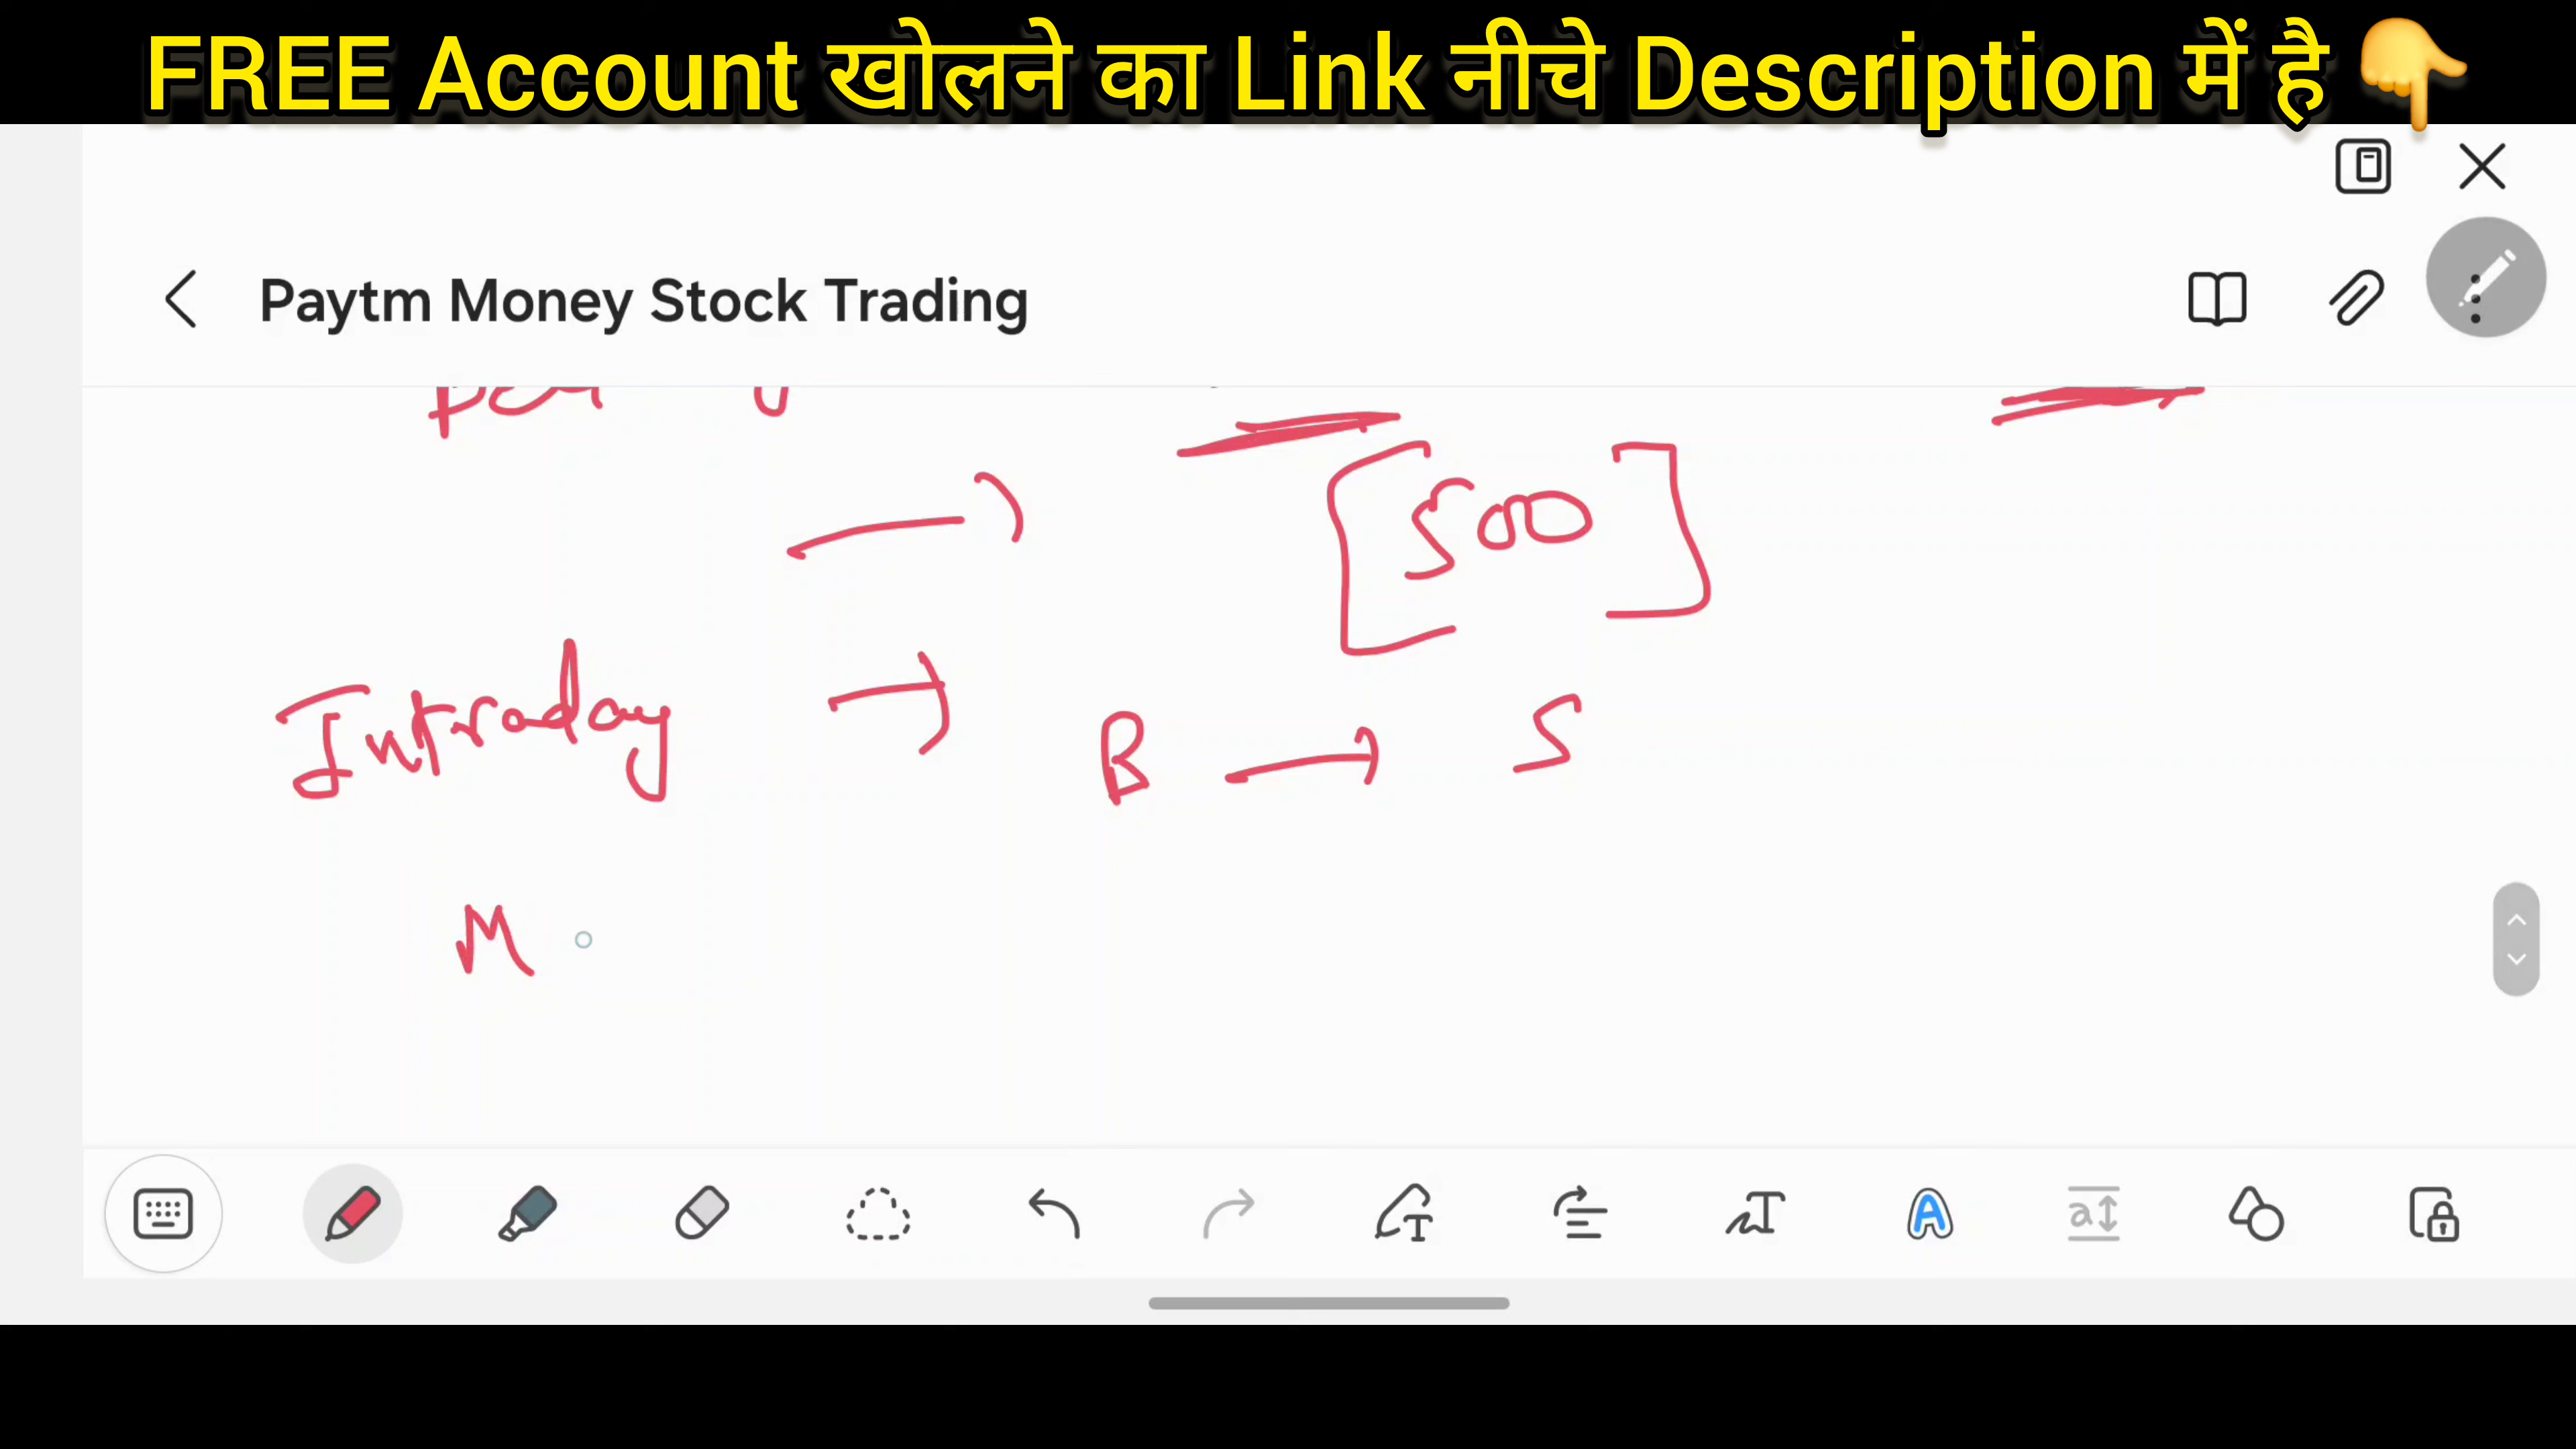 FREE Account खोलने का Link नीचे Description में है
Paytm Money Stock Trading
[500]
Intraday → B → S
M